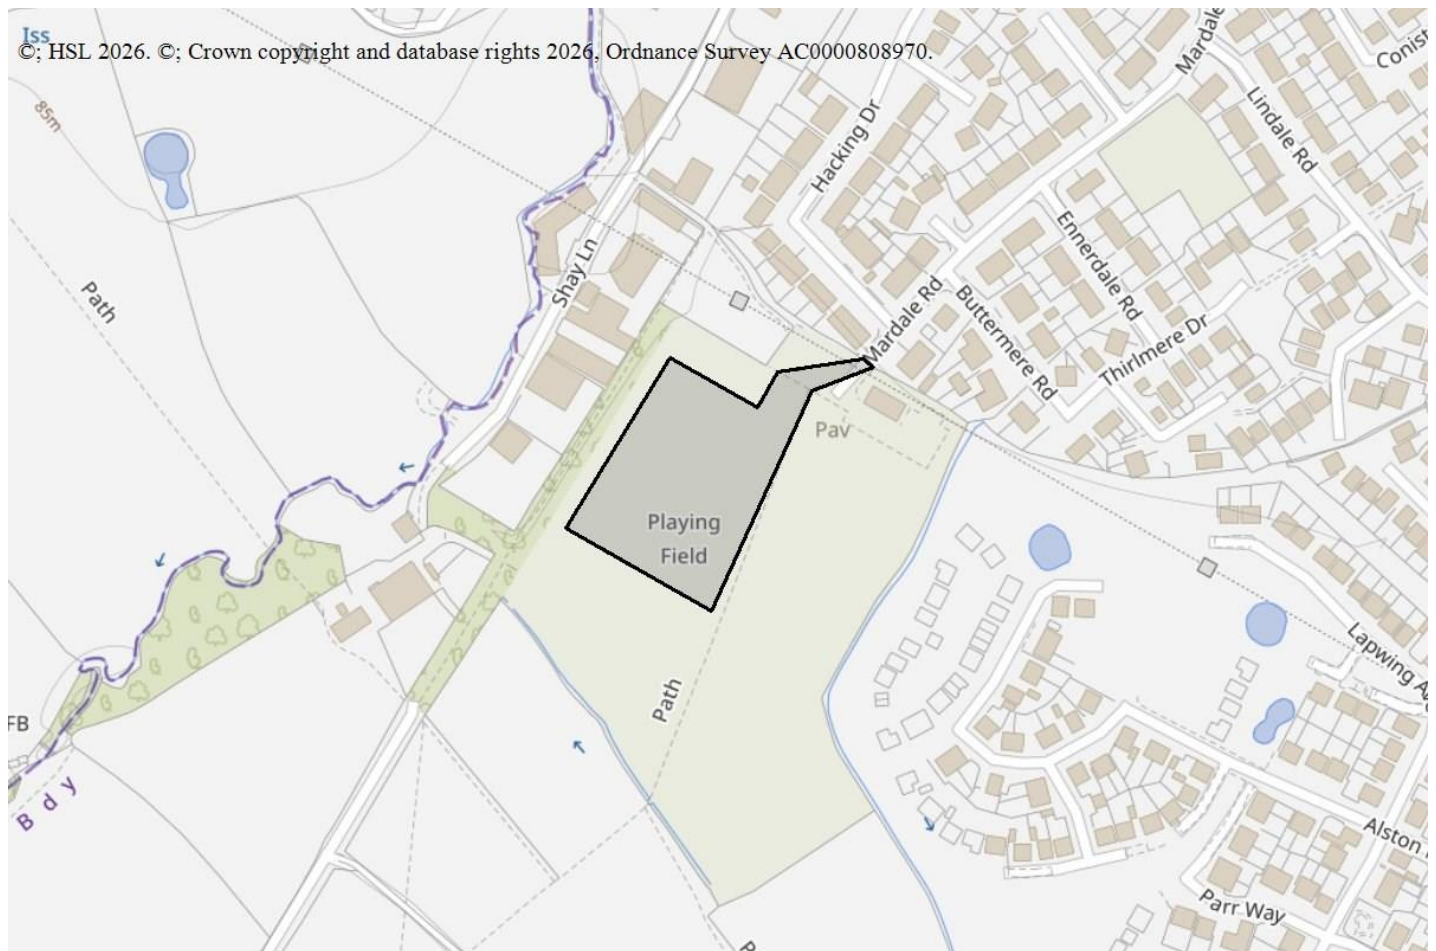 Iss
©; HSL 2026. ©; Crown copyright and database rights 2026, Ordnance Survey AC0000808970.
Mardale
Conist
85m
Hacking Dr
Lindale Rd
Shay Ln
Ennerdale Rd
Path
Mardale Rd
Buttermere Rd
Thirlmere Dr
Pav
Playing
Field
Path
Lapwing A
FB
Bdy
Alston
Parr Way